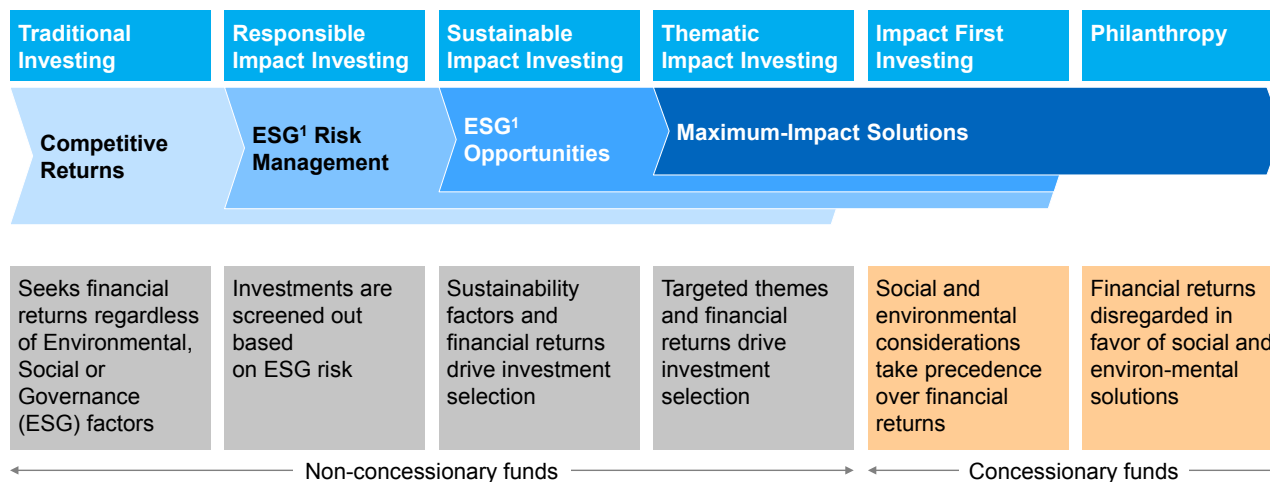 Traditional
Investing
Responsible
Impact Investing
Sustainable
Impact Investing
Thematic
Impact Investing
Impact First
Investing
Philanthropy
Competitive
Returns
ESG¹ Risk
Management
ESG¹
Opportunities
Maximum-Impact Solutions
Seeks financial
returns regardless
of Environmental,
Social or
Governance
(ESG) factors
Investments are
screened out
based
on ESG risk
Sustainability
factors and
financial returns
drive investment
selection
Targeted themes
and financial
returns drive
investment
selection
Social and
environmental
considerations
take precedence
over financial
returns
Financial returns
disregarded in
favor of social and
environ-mental
solutions
Non-concessionary funds
Concessionary funds